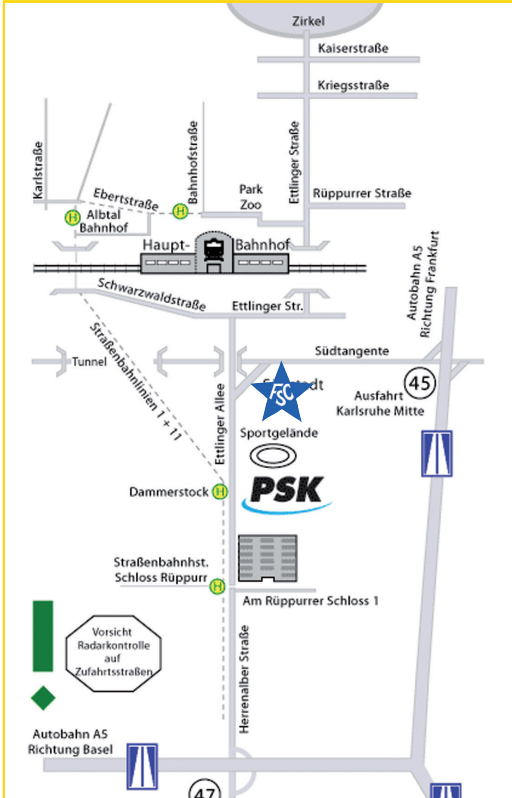 Zirkel
Kaiserstraße
Kriegsstraße
Karlstraße
Bahnhofstraße
Ettlinger Straße
Ebertstraße
Park
Zoo
Rüppurrer Straße
H
H
Albtal
Bahnhof
Haupt-
Bahnhof
Autobahn A5
Richtung Frankfurt
Schwarzwaldstraße
Ettlinger Str.
Straßenbahnlinien 1 + 11
Tunnel
Südtangente
FSC
45
Ausfahrt
Karlsruhe Mitte
Ettlinger Allee
Sportgelände
Dammerstock
H
PSK
Straßenbahnhst.
Schloss Rüppurr
H
Am Rüppurrer Schloss 1
Vorsicht
Radarkontrolle
auf
Zufahrtsstraßen
Herrenalber Straße
Autobahn A5
Richtung Basel
47